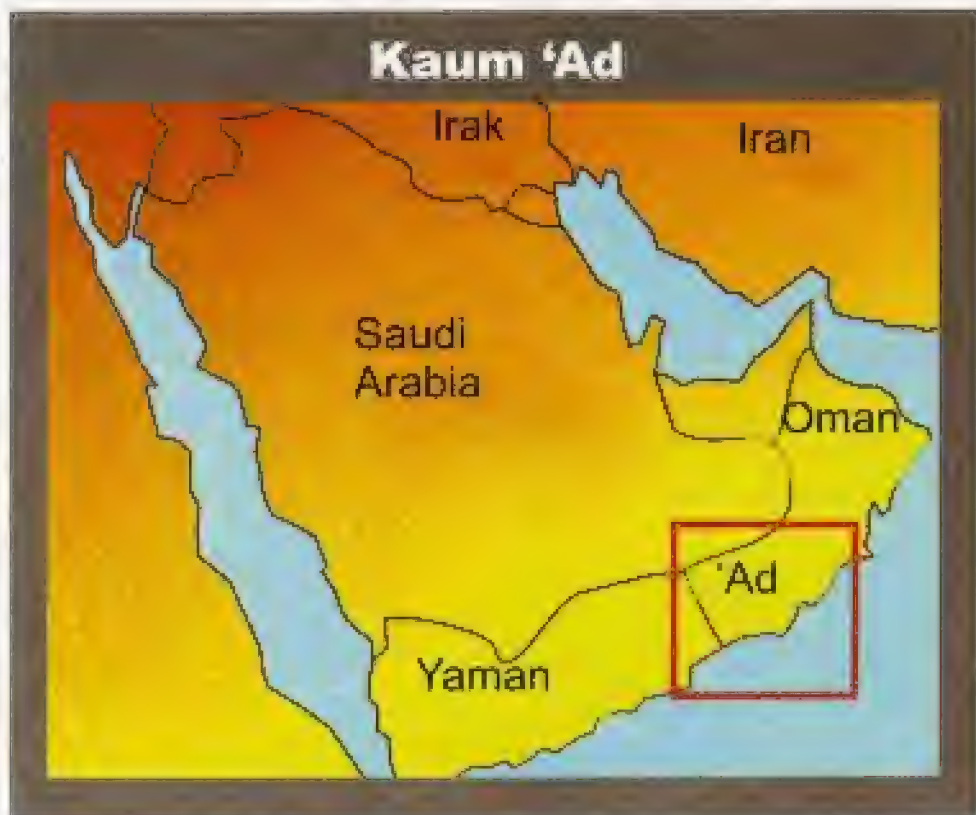 Kaum ‘Ad
Irak
Iran
Saudi
Arabia
Oman
‘Ad
Yaman